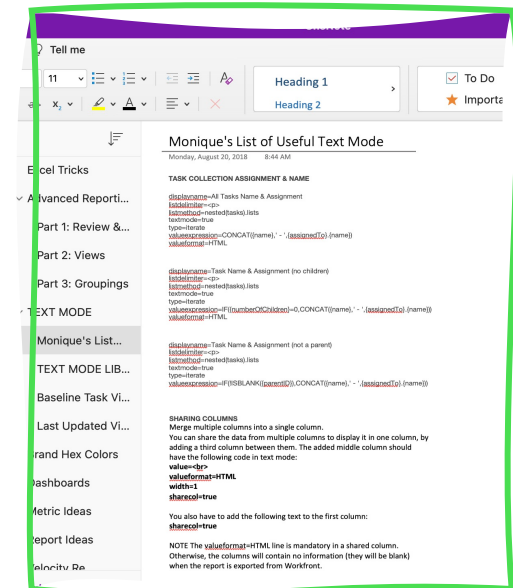 Tell me
11
Heading 1
Heading 2
To Do
Importa
Excel Tricks
Advanced Reporti...
Part 1: Review &...
Part 2: Views
Part 3: Groupings
TEXT MODE
Monique's List...
TEXT MODE LIB...
Baseline Task Vi...
Last Updated Vi...
Brand Hex Colors
Dashboards
Metric Ideas
Report Ideas
Velocity Re
Monique's List of Useful Text Mode
Monday, August 20, 2018 8:44 AM
TASK COLLECTION ASSIGNMENT & NAME
displayname=All Tasks Name & Assignment
listdelimiter=<p>
listmethod=nested(tasks).lists
textmode=true
type=iterate
valueexpression=CONCAT({name},' - ',{assignedTo}.{name})
valueformat=HTML
displayname=Task Name & Assignment (no children)
listdelimiter=<p>
listmethod=nested(tasks).lists
textmode=true
type=iterate
valueexpression=IF({numberOfChildren}=0,CONCAT({name},' - ',{assignedTo}.{name}))
valueformat=HTML
displayname=Task Name & Assignment (not a parent)
listdelimiter=<p>
listmethod=nested(tasks).lists
textmode=true
type=iterate
valueexpression=IF(!ISBLANK({parentID}),CONCAT({name},' - ',{assignedTo}.{name}))
SHARING COLUMNS
Merge multiple columns into a single column.
You can share the data from multiple columns to display it in one column, by
adding a third column between them. The added middle column should
have the following code in text mode:
value=<br>
valueformat=HTML
width=1
sharecol=true
You also have to add the following text to the first column:
sharecol=true
NOTE The valueformat=HTML line is mandatory in a shared column.
Otherwise, the columns will contain no information (they will be blank)
when the report is exported from Workfront.